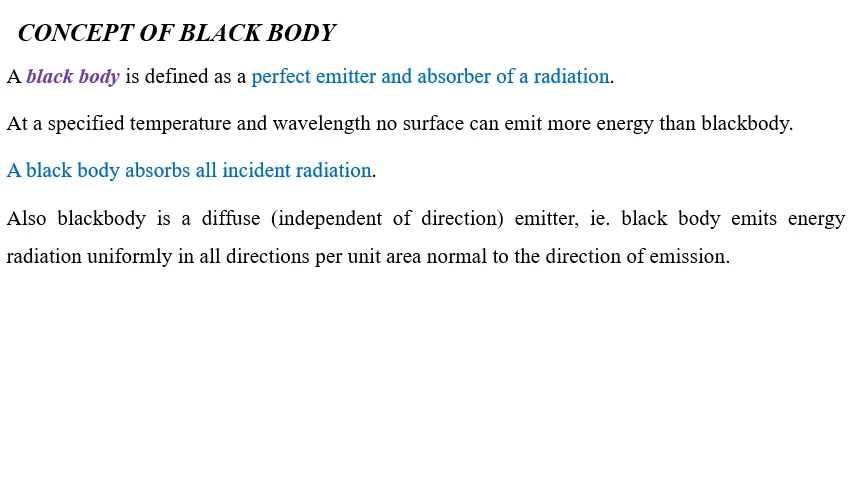 CONCEPT OF BLACK BODY
A black body is defined as a perfect emitter and absorber of a radiation.
At a specified temperature and wavelength no surface can emit more energy than blackbody.
A black body absorbs all incident radiation.
Also blackbody is a diffuse (independent of direction) emitter, ie. black body emits energy
radiation uniformly in all directions per unit area normal to the direction of emission.